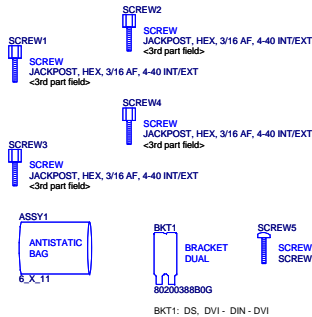 SCREW2
SCREW
JACKPOST, HEX, 3/16 AF, 4-40 INT/EXT
<3rd part field>
SCREW1
SCREW
JACKPOST, HEX, 3/16 AF, 4-40 INT/EXT
<3rd part field>
SCREW4
SCREW
JACKPOST, HEX, 3/16 AF, 4-40 INT/EXT
<3rd part field>
SCREW3
SCREW
JACKPOST, HEX, 3/16 AF, 4-40 INT/EXT
<3rd part field>
ASSY1
ANTISTATIC
BAG
6_X_11
BKT1
BRACKET
DUAL
80200388B0G
SCREW5
SCREW
SCREW
BKT1: DS, DVI - DIN - DVI